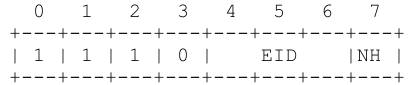 0   1   2   3   4   5   6   7
+---+---+---+---+---+---+---+---+
| 1 | 1 | 1 | 0 |    EID    |NH |
+---+---+---+---+---+---+---+---+